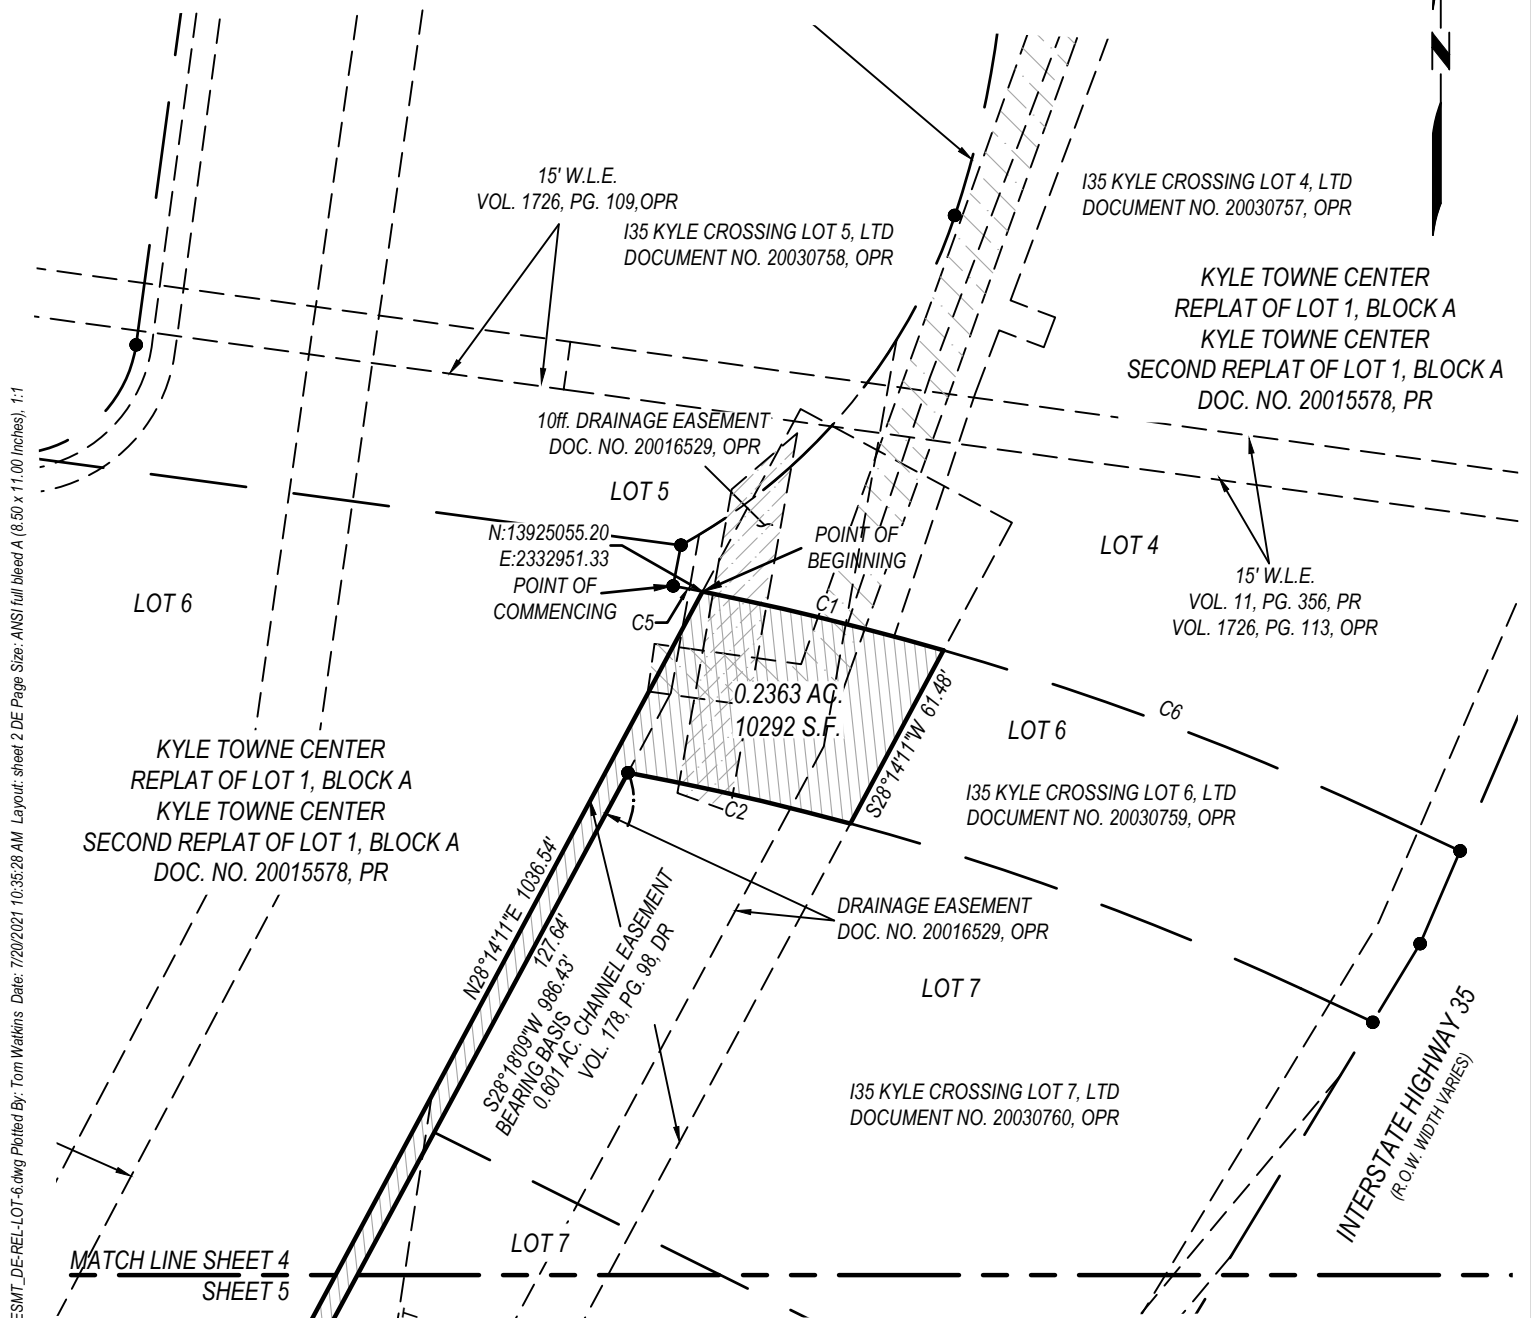 N
15' W.L.E.
VOL. 1726, PG. 109,OPR
I35 KYLE CROSSING LOT 5, LTD
DOCUMENT NO. 20030758, OPR
I35 KYLE CROSSING LOT 4, LTD
DOCUMENT NO. 20030757, OPR
KYLE TOWNE CENTER
REPLAT OF LOT 1, BLOCK A
KYLE TOWNE CENTER
SECOND REPLAT OF LOT 1, BLOCK A
DOC. NO. 20015578, PR
10ff. DRAINAGE EASEMENT
DOC. NO. 20016529, OPR
LOT 5
N:13925055.20
E:2332951.33
POINT OF
COMMENCING
C5
POINT OF
BEGINNING
C1
LOT 4
15' W.L.E.
VOL. 11, PG. 356, PR
VOL. 1726, PG. 113, OPR
LOT 6
0.2363 AC.
10292 S.F.
S28°14'11"W 61.48'
C6
LOT 6
C2
I35 KYLE CROSSING LOT 6, LTD
DOCUMENT NO. 20030759, OPR
KYLE TOWNE CENTER
REPLAT OF LOT 1, BLOCK A
KYLE TOWNE CENTER
SECOND REPLAT OF LOT 1, BLOCK A
DOC. NO. 20015578, PR
N28°14'11"E 1036.54'
127.64'
S28°18'09"W 986.43'
BEARING BASIS
0.601 AC. CHANNEL EASEMENT
VOL. 178, PG. 98, DR
DRAINAGE EASEMENT
DOC. NO. 20016529, OPR
LOT 7
I35 KYLE CROSSING LOT 7, LTD
DOCUMENT NO. 20030760, OPR
INTERSTATE HIGHWAY 35
(R.O.W. WIDTH VARIES)
LOT 7
MATCH LINE SHEET 4
SHEET 5
ESMT_DE-REL-LOT-6.dwg Plotted By: Tom Watkins Date: 7/20/2021 10:35:28 AM Layout: sheet 2 DE Page Size: ANSI full bleed A (8.50 x 11.00 Inches), 1:1